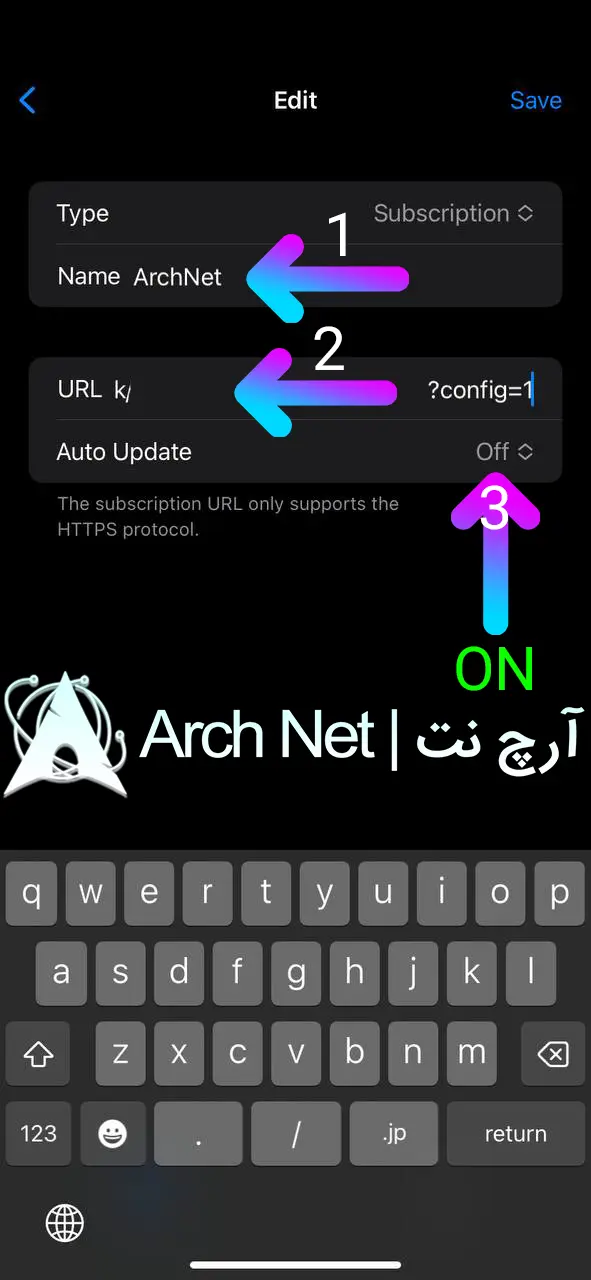 Edit
Save
Type
Subscription
1
Name ArchNet
2
URL k/
?config=1
Auto Update
Off
The subscription URL only supports the
HTTPS protocol.
3
ON
Arch Net | آرچ نت
q w e r t y u i o p
a s d f g h j k l
z x c v b n m
123 . / .jp return